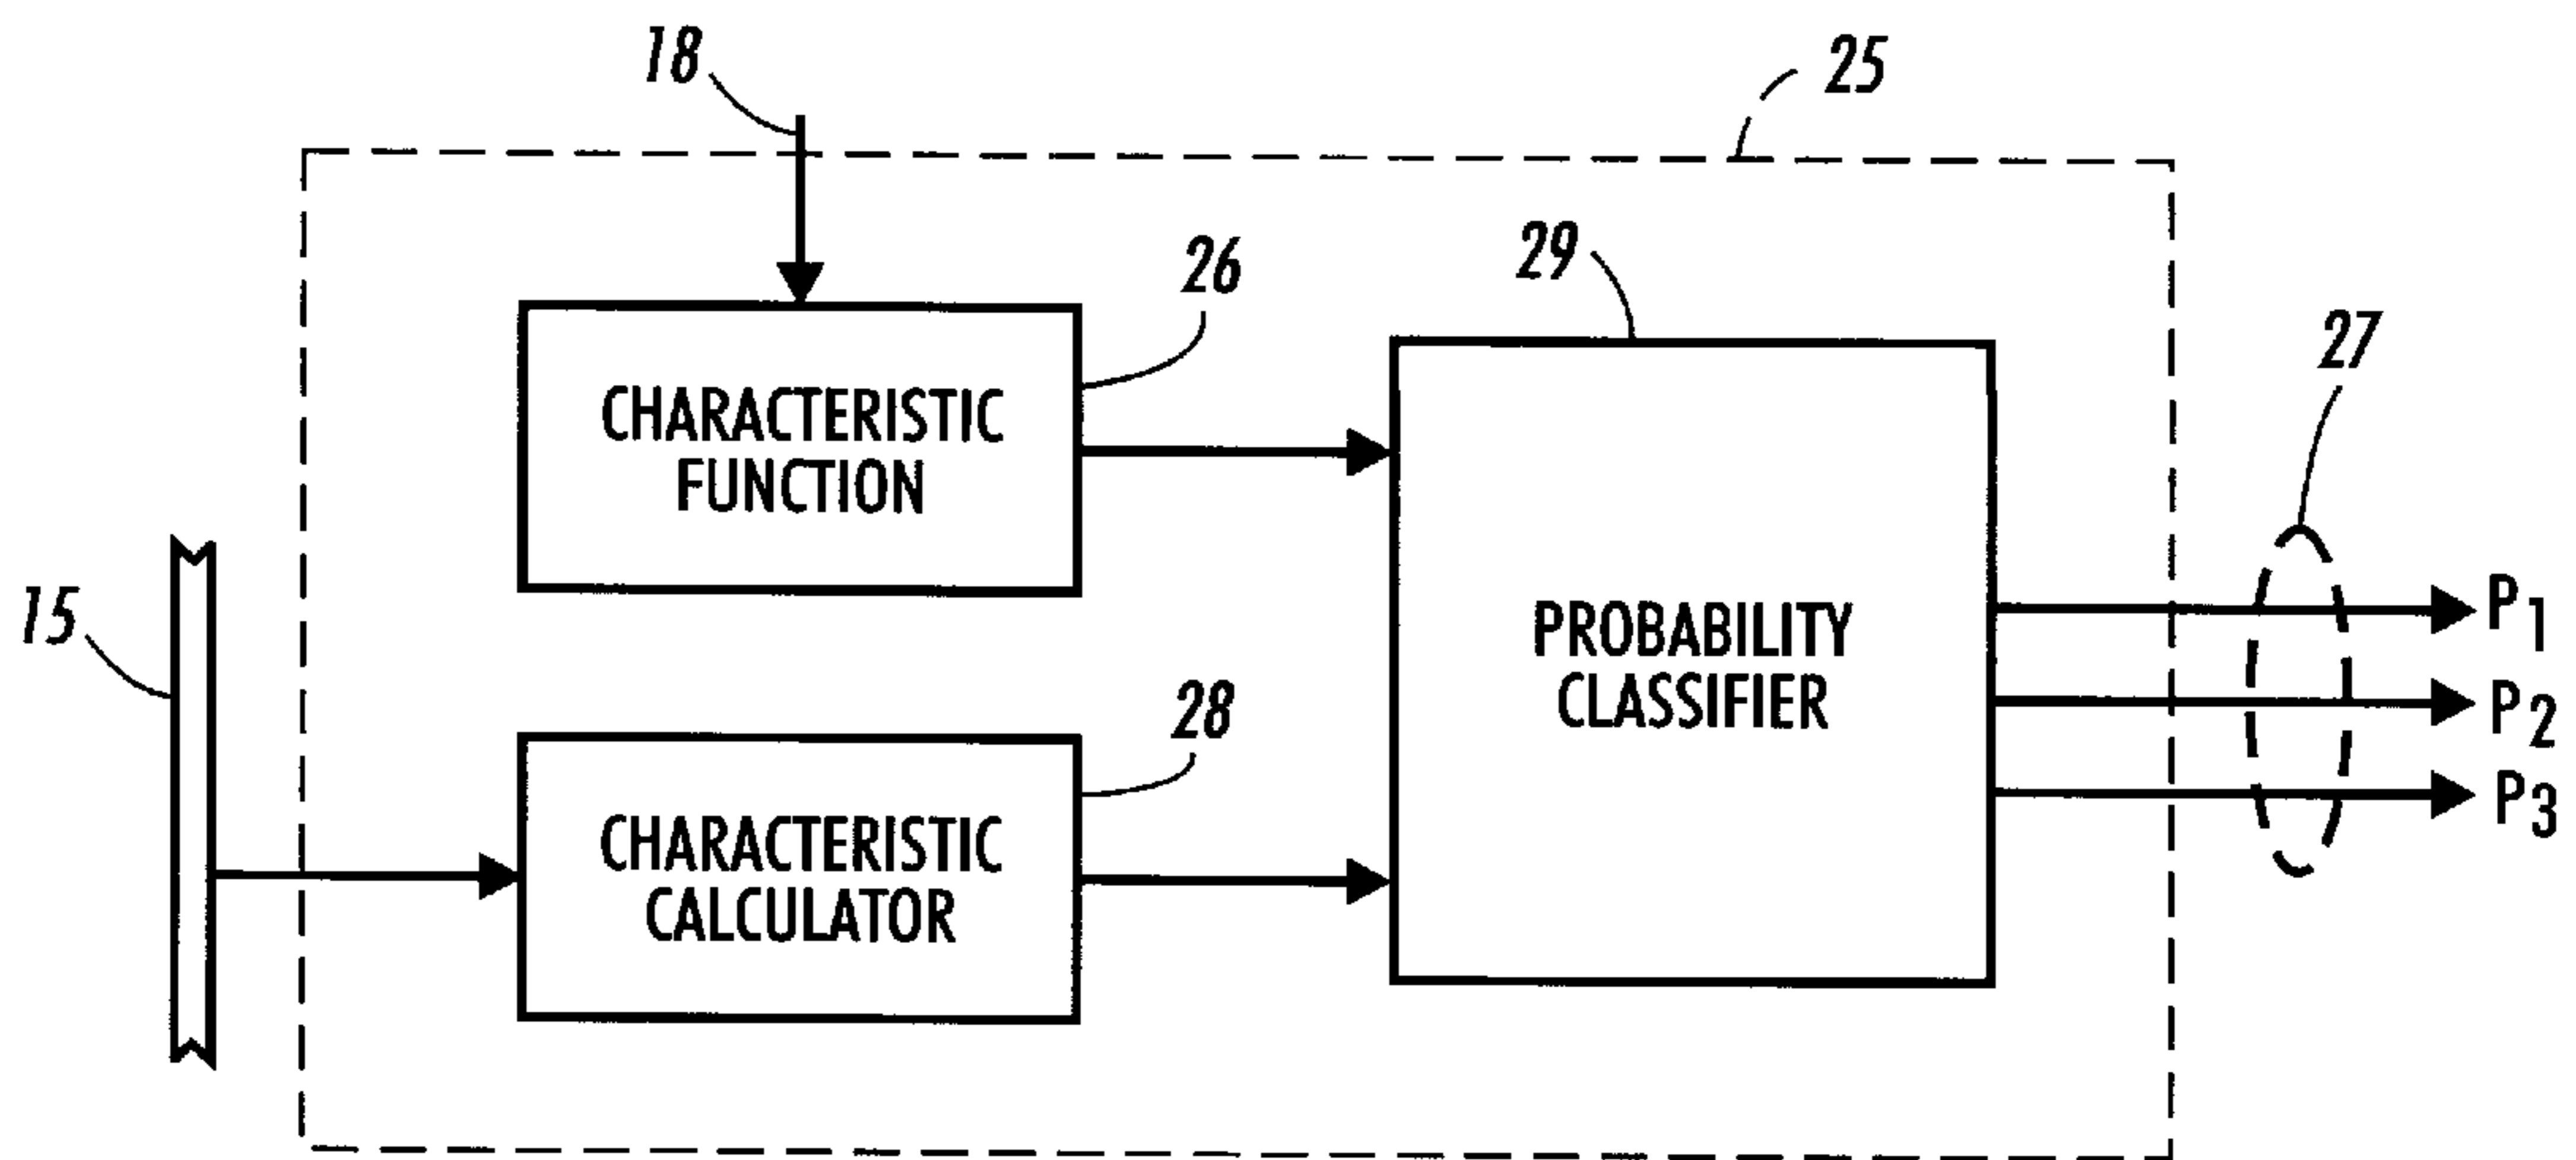 18
25
26
29
27
CHARACTERISTIC
FUNCTION
15
PROBABILITY
CLASSIFIER
P1
P2
P3
28
CHARACTERISTIC
CALCULATOR